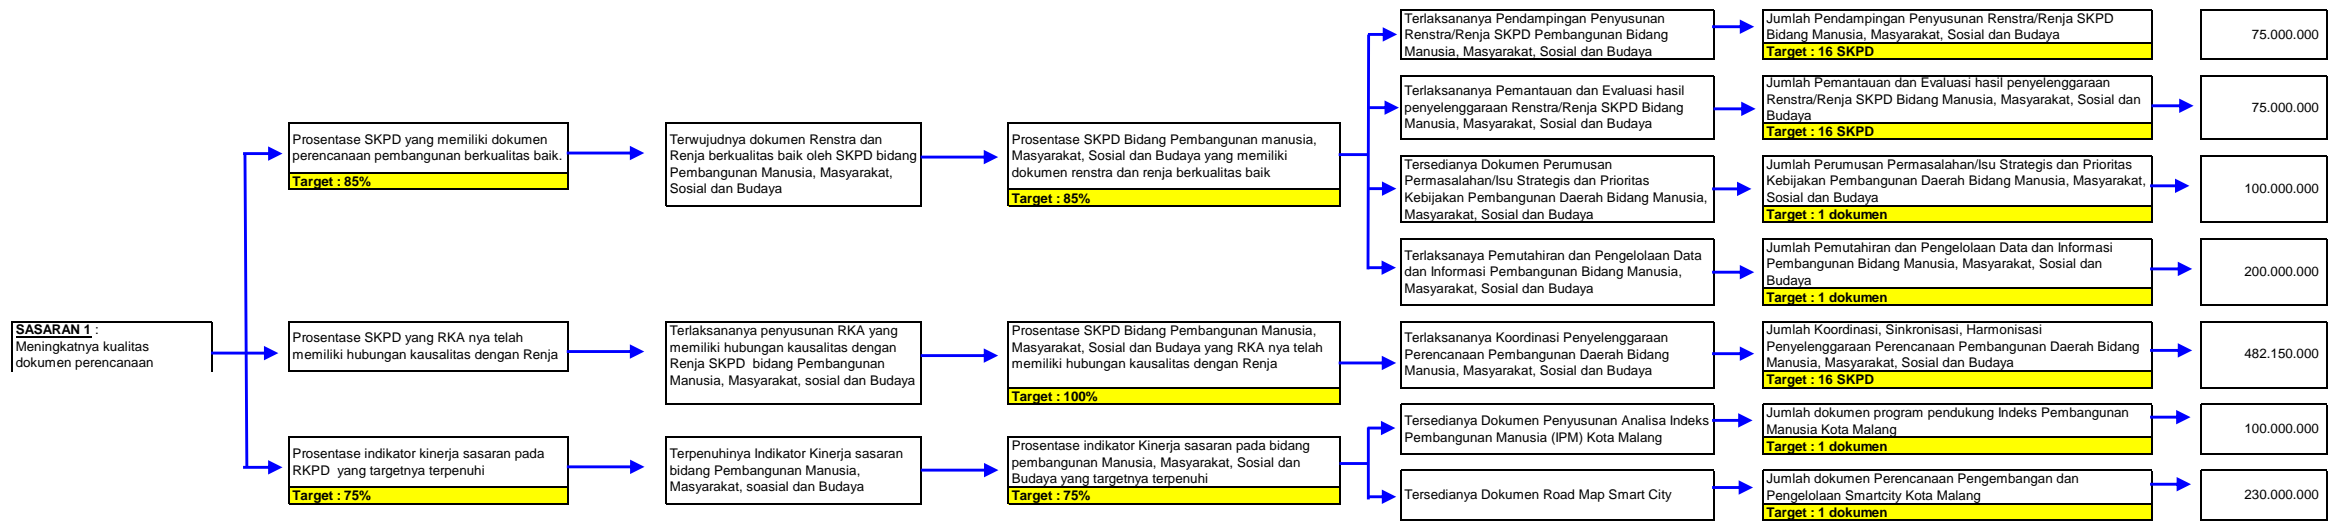 SASARAN 1 :
Meningkatnya kualitas
dokumen perencanaan
Prosentase SKPD yang memiliki dokumen
perencanaan pembangunan berkualitas baik.
Target : 85%
Terwujudnya dokumen Renstra dan
Renja berkualitas baik oleh SKPD bidang
Pembangunan Manusia, Masyarakat,
Sosial dan Budaya
Prosentase SKPD Bidang Pembangunan manusia,
Masyarakat, Sosial dan Budaya yang memiliki
dokumen renstra dan renja berkualitas baik
Target : 85%
Terlaksananya Pendampingan Penyusunan
Renstra/Renja SKPD Pembangunan Bidang
Manusia, Masyarakat, Sosial dan Budaya
Jumlah Pendampingan Penyusunan Renstra/Renja SKPD
Bidang Manusia, Masyarakat, Sosial dan Budaya
Target : 16 SKPD
75.000.000
Terlaksananya Pemantauan dan Evaluasi hasil
penyelenggaraan Renstra/Renja SKPD Bidang
Manusia, Masyarakat, Sosial dan Budaya
Jumlah Pemantauan dan Evaluasi hasil penyelenggaraan
Renstra/Renja SKPD Bidang Manusia, Masyarakat, Sosial dan
Budaya
Target : 16 SKPD
75.000.000
Tersedianya Dokumen Perumusan
Permasalahan/Isu Strategis dan Prioritas
Kebijakan Pembangunan Daerah Bidang Manusia,
Masyarakat, Sosial dan Budaya
Jumlah Perumusan Permasalahan/Isu Strategis dan Prioritas
Kebijakan Pembangunan Daerah Bidang Manusia, Masyarakat,
Sosial dan Budaya
Target : 1 dokumen
100.000.000
Terlaksanaya Pemutahiran dan Pengelolaan Data
dan Informasi Pembangunan Bidang Manusia,
Masyarakat, Sosial dan Budaya
Jumlah Pemutahiran dan Pengelolaan Data dan Informasi
Pembangunan Bidang Manusia, Masyarakat, Sosial dan
Budaya
Target : 1 dokumen
200.000.000
Prosentase SKPD yang RKA nya telah
memiliki hubungan kausalitas dengan Renja
Terlaksananya penyusunan RKA yang
memiliki hubungan kausalitas dengan
Renja SKPD bidang Pembangunan
Manusia, Masyarakat, sosial dan Budaya
Prosentase SKPD Bidang Pembangunan Manusia,
Masyarakat, Sosial dan Budaya yang RKA nya telah
memiliki hubungan kausalitas dengan Renja
Target : 100%
Terlaksananya Koordinasi Penyelenggaraan
Perencanaan Pembangunan Daerah Bidang
Manusia, Masyarakat, Sosial dan Budaya
Jumlah Koordinasi, Sinkronisasi, Harmonisasi
Penyelenggaraan Perencanaan Pembangunan Daerah Bidang
Manusia, Masyarakat, Sosial dan Budaya
Target : 16 SKPD
482.150.000
Prosentase indikator kinerja sasaran pada
RKPD yang targetnya terpenuhi
Target : 75%
Terpenuhinya Indikator Kinerja sasaran
bidang Pembangunan Manusia,
Masyarakat, soasial dan Budaya
Prosentase indikator Kinerja sasaran pada bidang
pembangunan Manusia, Masyarakat, Sosial dan
Budaya yang targetnya terpenuhi
Target : 75%
Tersedianya Dokumen Penyusunan Analisa Indeks
Pembangunan Manusia (IPM) Kota Malang
Jumlah dokumen program pendukung Indeks Pembangunan
Manusia Kota Malang
Target : 1 dokumen
100.000.000
Tersedianya Dokumen Road Map Smart City
Jumlah dokumen Perencanaan Pengembangan dan
Pengelolaan Smartcity Kota Malang
Target : 1 dokumen
230.000.000